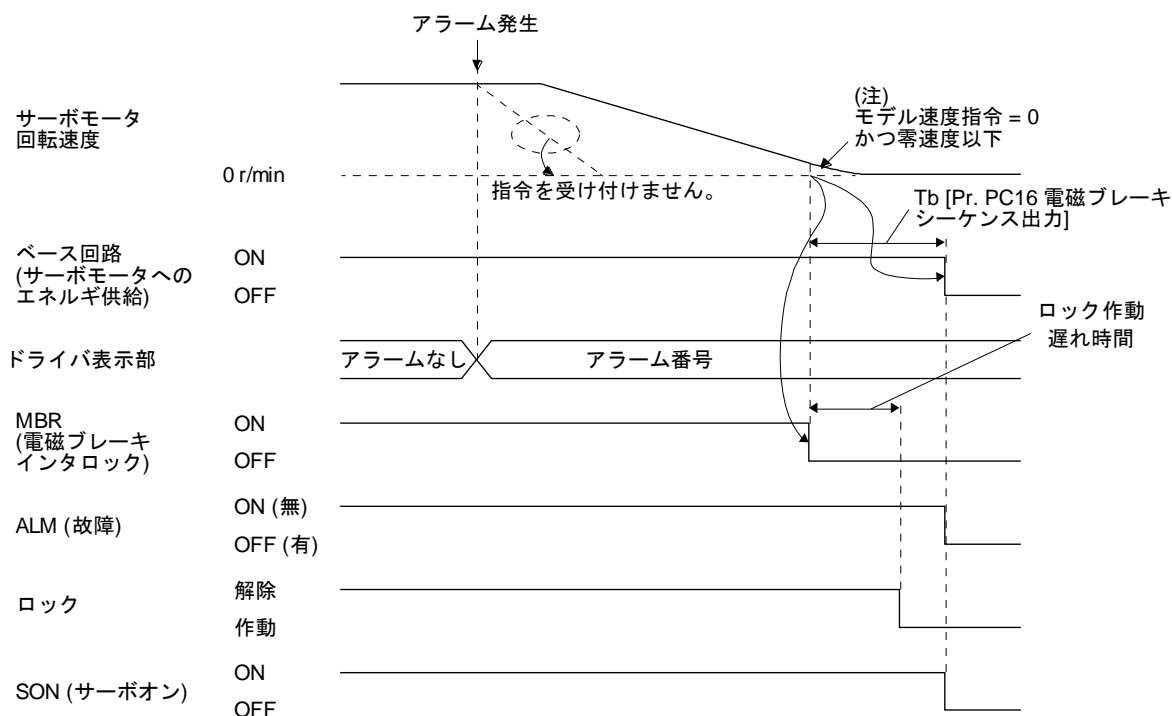 アラーム発生
サーボモータ
回転速度
0 r/min
(注)
モデル速度指令 = 0
かつ零速度以下
指令を受け付けません。
Tb [Pr. PC16 電磁ブレーキ
シーケンス出力]
ベース回路
(サーボモータへの
エネルギ供給)
ON
OFF
ロック作動
遅れ時間
ドライバ表示部
アラームなし
アラーム番号
MBR
(電磁ブレーキ
インタロック)
ON
OFF
ALM (故障)
ON (無)
OFF (有)
ロック
解除
作動
SON (サーボオン)
ON
OFF